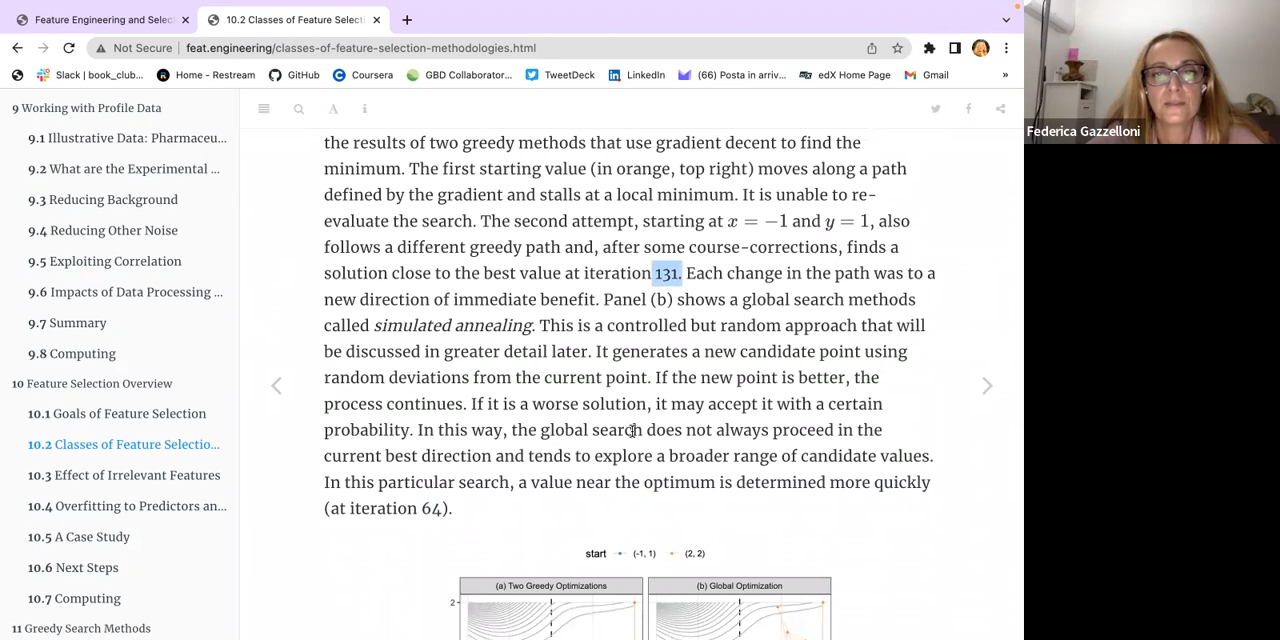 Feature Engineering and Selec
10.2 Classes of Feature Selecti
Not Secure feat.engineering/classes-of-feature-selection-methodologies.html
Slack | book_club...
Home - Restream
GitHub
Coursera
GBD Collaborator...
TweetDeck
LinkedIn
(66) Posta in arriv...
edX Home Page
Gmail
»
9 Working with Profile Data
9.1 Illustrative Data: Pharmaceu...
9.2 What are the Experimental ...
9.3 Reducing Background
9.4 Reducing Other Noise
9.5 Exploiting Correlation
9.6 Impacts of Data Processing ...
9.7 Summary
9.8 Computing
10 Feature Selection Overview
10.1 Goals of Feature Selection
10.2 Classes of Feature Selectio...
10.3 Effect of Irrelevant Features
10.4 Overfitting to Predictors an...
10.5 A Case Study
10.6 Next Steps
10.7 Computing
11 Greedy Search Methods
the results of two greedy methods that use gradient decent to find the
minimum. The first starting value (in orange, top right) moves along a path
defined by the gradient and stalls at a local minimum. It is unable to re-
evaluate the search. The second attempt, starting at x = −1 and y = 1, also
follows a different greedy path and, after some course-corrections, finds a
solution close to the best value at iteration 131. Each change in the path was to a
new direction of immediate benefit. Panel (b) shows a global search methods
called simulated annealing. This is a controlled but random approach that will
be discussed in greater detail later. It generates a new candidate point using
random deviations from the current point. If the new point is better, the
process continues. If it is a worse solution, it may accept it with a certain
probability. In this way, the global search does not always proceed in the
current best direction and tends to explore a broader range of candidate values.
In this particular search, a value near the optimum is determined more quickly
(at iteration 64).
start (-1, 1) (2, 2)
(a) Two Greedy Optimizations
(b) Global Optimization
2
Federica Gazzelloni